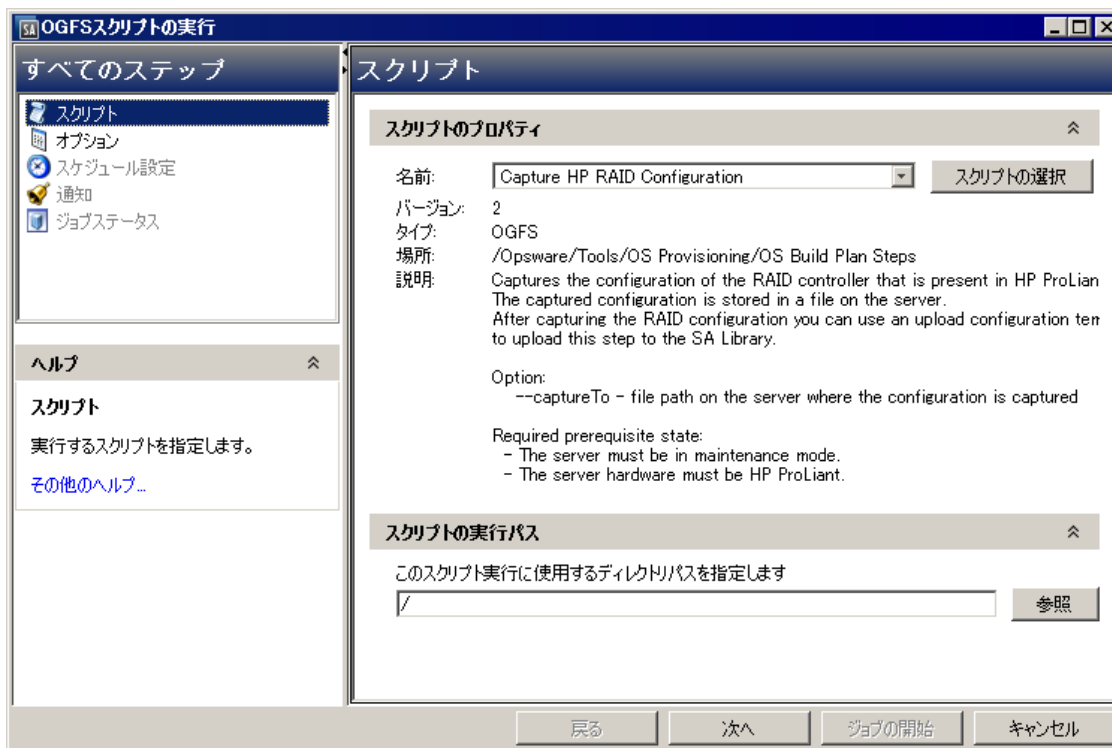 SA OGFSスクリプトの実行
すべてのステップ
スクリプト
オプション
スケジュール設定
通知
ジョブステータス
ヘルプ
スクリプト
実行するスクリプトを指定します。
その他のヘルプ...
スクリプト
スクリプトのプロパティ
名前: Capture HP RAID Configuration スクリプトの選択
バージョン: 2
タイプ: OGFS
場所: /Opsware/Tools/OS Provisioning/OS Build Plan Steps
説明: Captures the configuration of the RAID controller that is present in HP ProLian
The captured configuration is stored in a file on the server.
After capturing the RAID configuration you can use an upload configuration
to upload this step to the SA Library.
Option:
--captureTo - file path on the server where the configuration is captured
Required prerequisite state:
- The server must be in maintenance mode.
- The server hardware must be HP ProLiant.
スクリプトの実行パス
このスクリプト実行に使用するディレクトリパスを指定します
/ 参照
戻る 次へ ジョブの開始 キャンセル